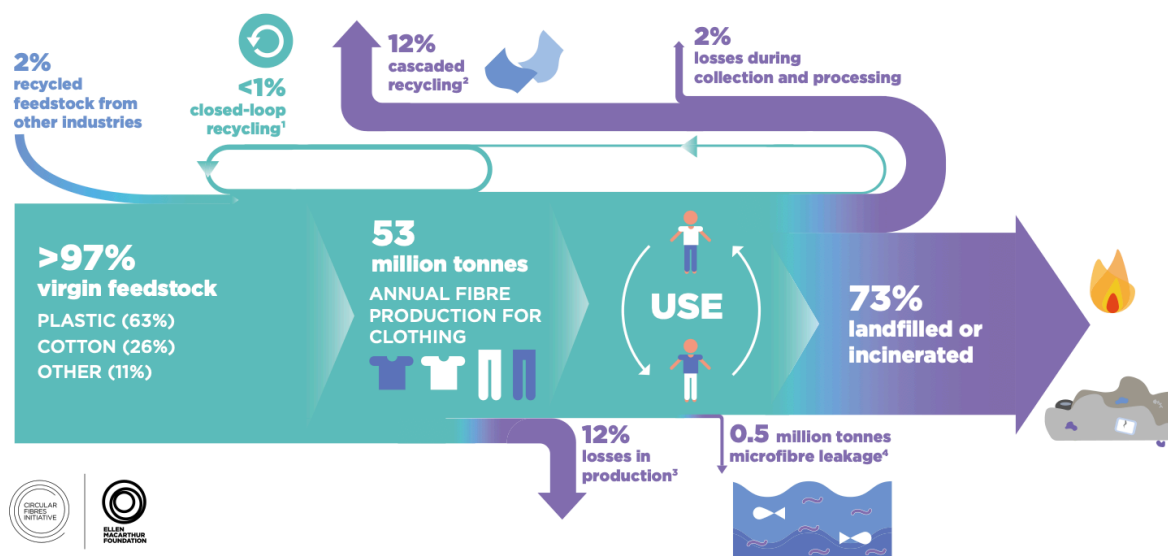 2%
recycled
feedstock from
other industries
<1%
closed-loop
recycling¹
12%
cascaded
recycling²
2%
losses during
collection and processing
>97%
virgin feedstock
PLASTIC (63%)
COTTON (26%)
OTHER (11%)
53
million tonnes
ANNUAL FIBRE
PRODUCTION FOR
CLOTHING
USE
73%
landfilled or
incinerated
12%
losses in
production³
0.5 million tonnes
microfibre leakage⁴
CIRCULAR
FIBRES
INITIATIVE
ELLEN
MACARTHUR
FOUNDATION